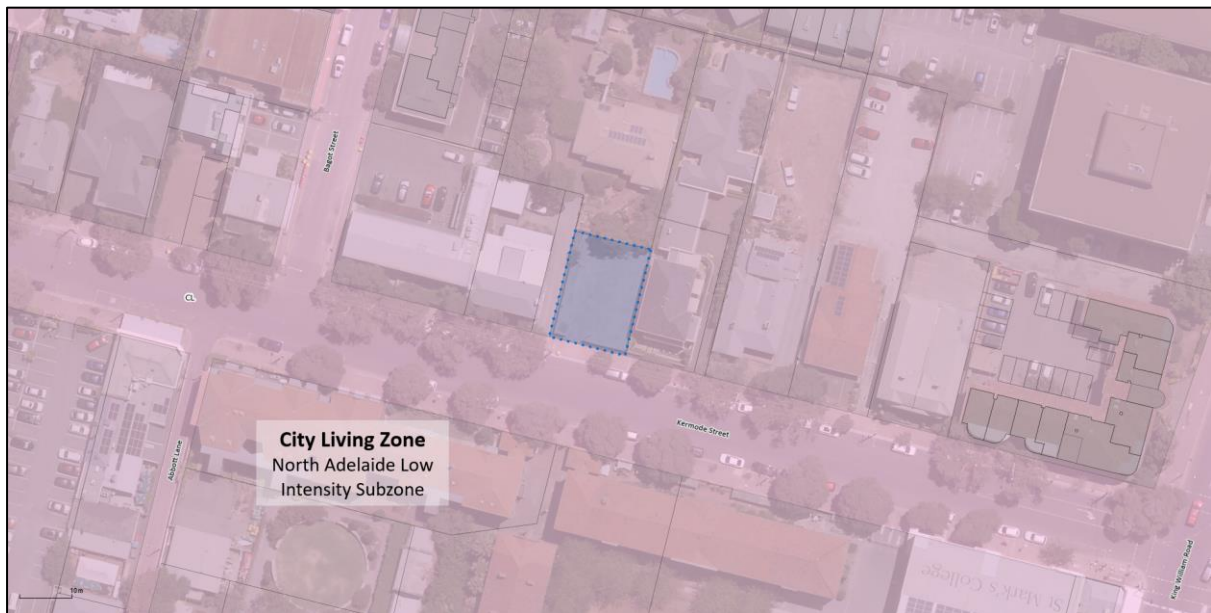 Bagot Street
CL
Abbott Lane
City Living Zone
North Adelaide Low
Intensity Subzone
Kermode Street
St Mark's College
King William Road
10 m